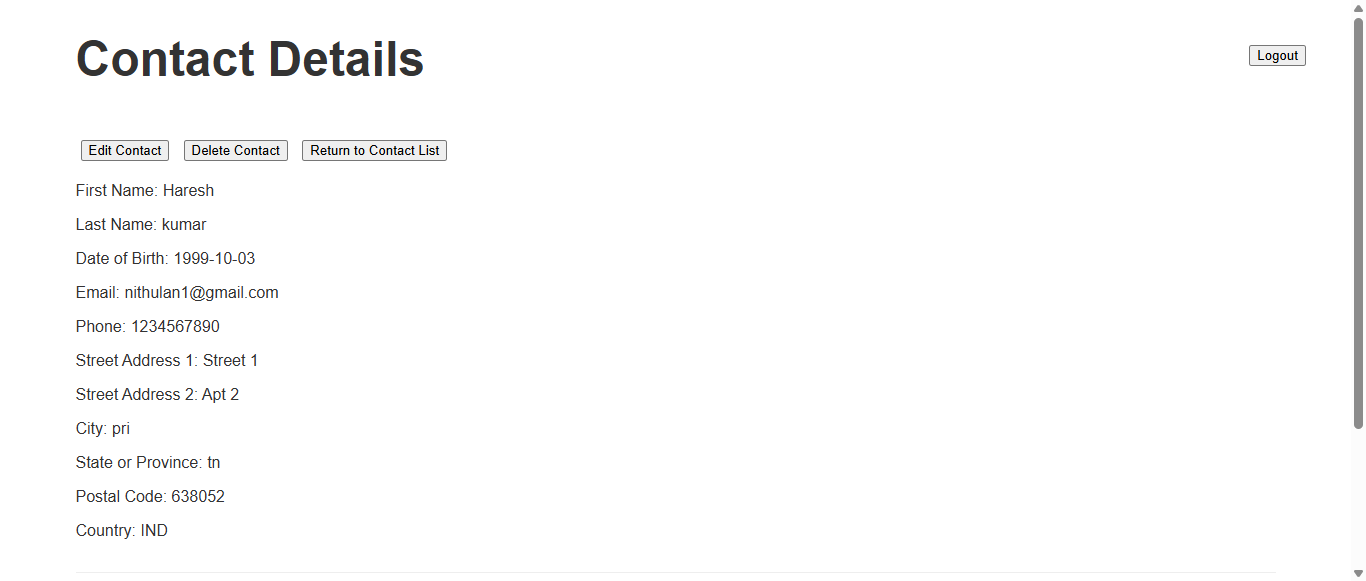 Contact Details
Logout
Edit Contact Delete Contact Return to Contact List
First Name: Haresh
Last Name: kumar
Date of Birth: 1999-10-03
Email: nithulan1@gmail.com
Phone: 1234567890
Street Address 1: Street 1
Street Address 2: Apt 2
City: pri
State or Province: tn
Postal Code: 638052
Country: IND